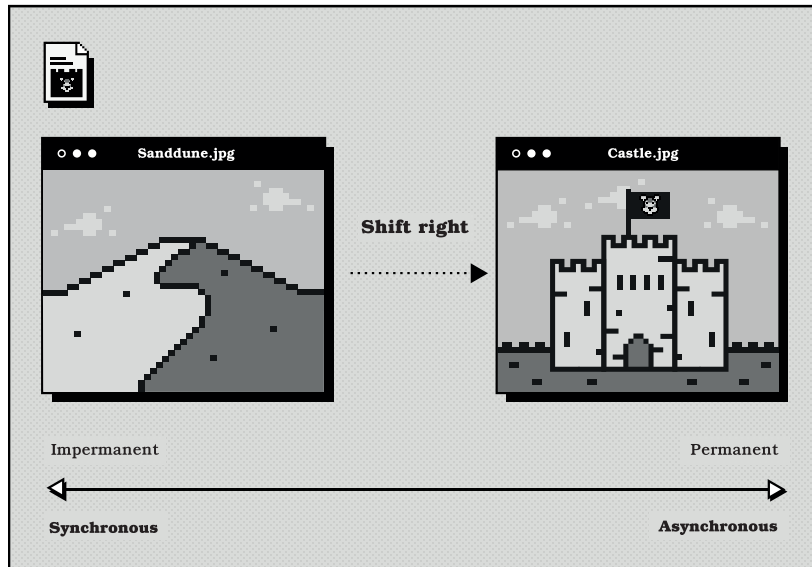 Sanddune.jpg
Castle.jpg
Shift right
Impermanent
Permanent
Synchronous
Asynchronous